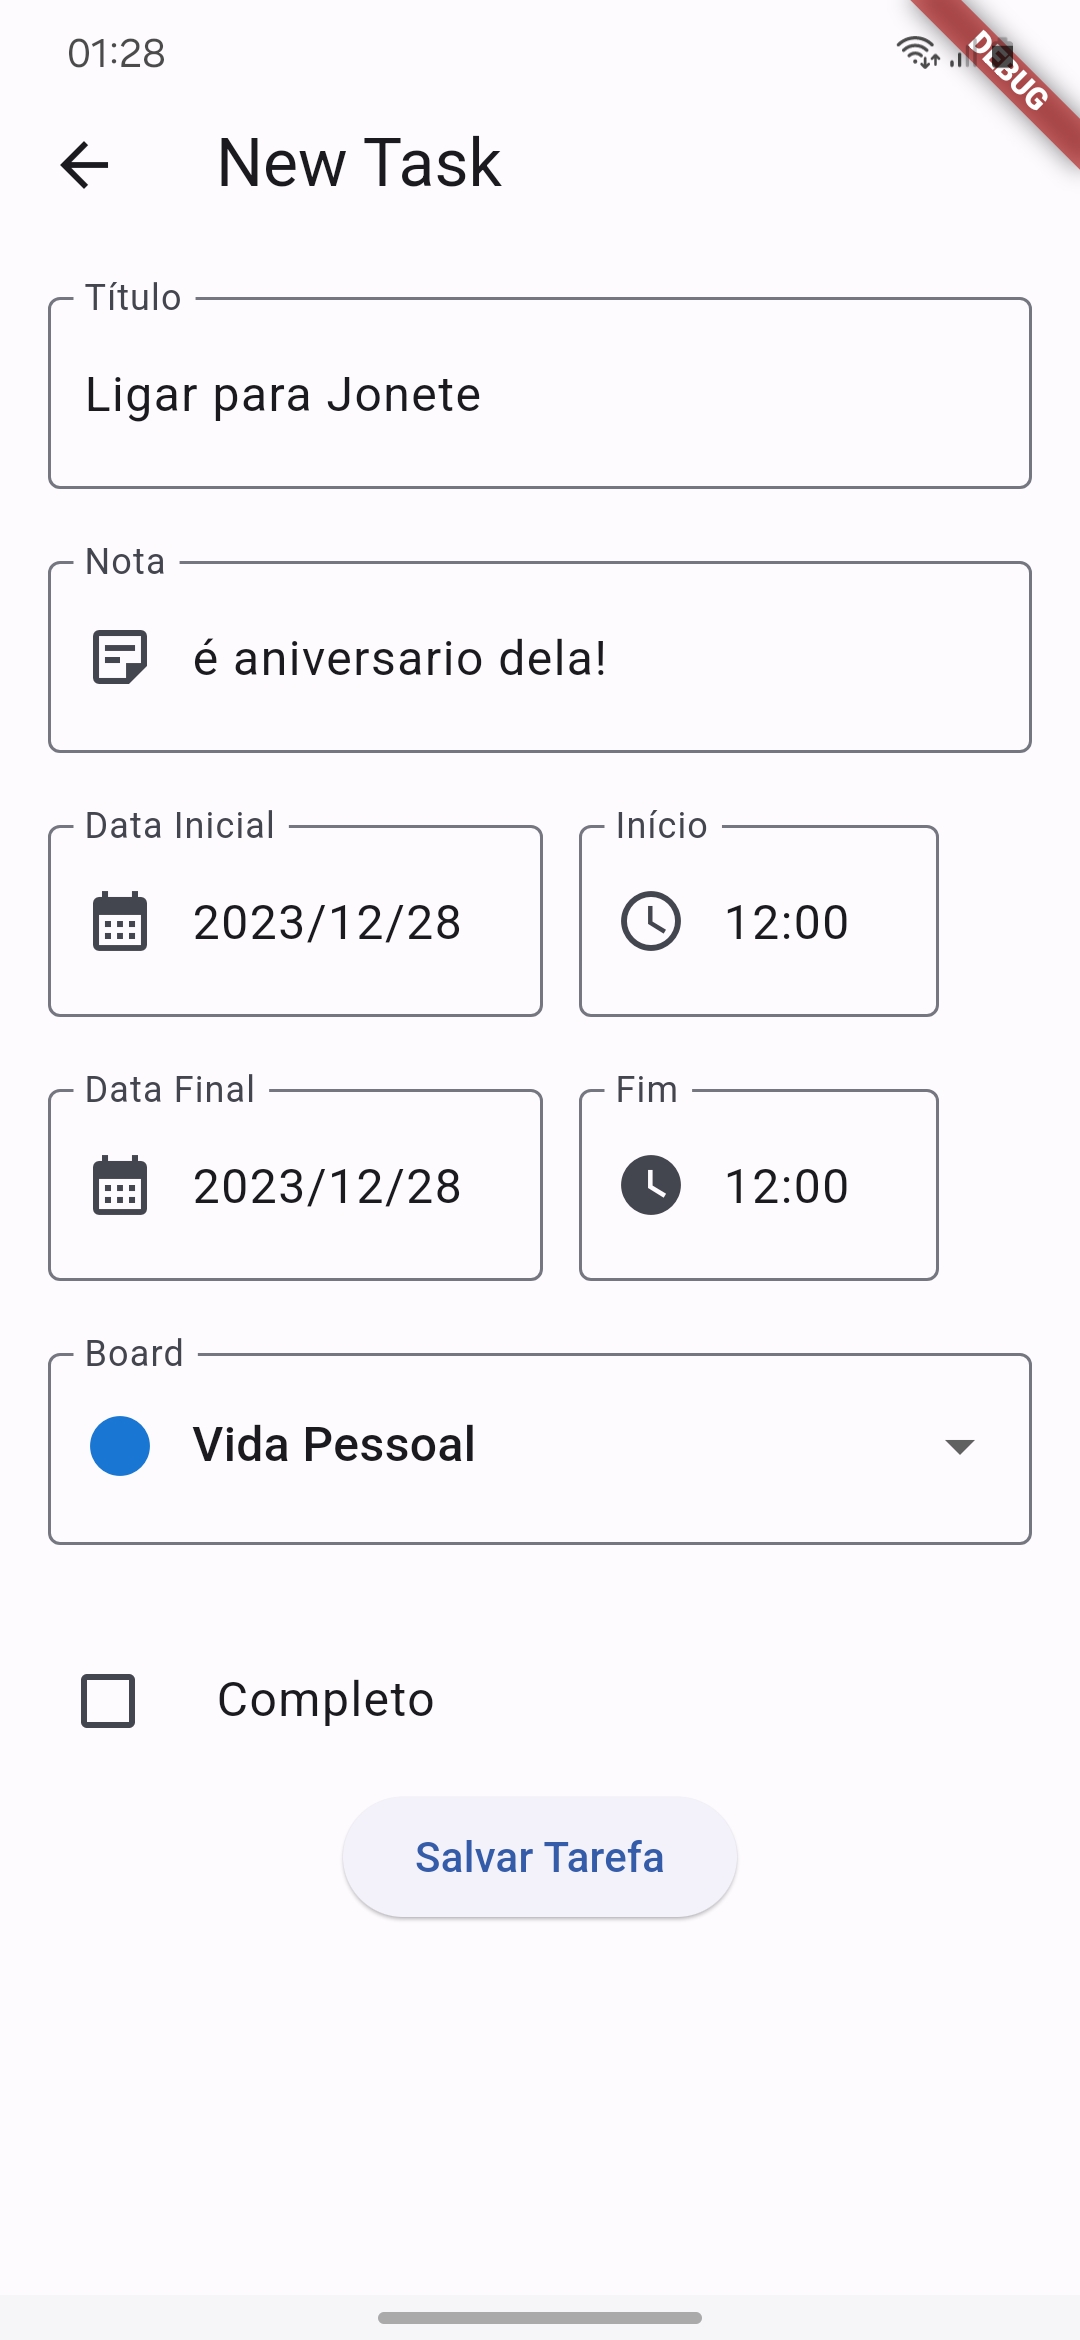 01:28
DEBUG
New Task
Título
Ligar para Jonete
Nota
é aniversario dela!
Data Inicial
2023/12/28
Início
12:00
Data Final
2023/12/28
Fim
12:00
Board
Vida Pessoal
Completo
Salvar Tarefa